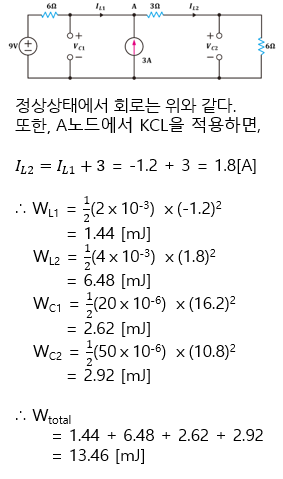 6Ω I_L1 A 3Ω I_L2
9V + − + V_C1 − 3A + V_C2 − 6Ω
정상상태에서 회로는 위와 같다.
또한, A노드에서 KCL을 적용하면,
I_L2 = I_L1 + 3 = -1.2 + 3 = 1.8[A]
∴ W_L1 = 1/2(2 x 10⁻³) x (-1.2)²
= 1.44 [mJ]
W_L2 = 1/2(4 x 10⁻³) x (1.8)²
= 6.48 [mJ]
W_C1 = 1/2(20 x 10⁻⁶) x (16.2)²
= 2.62 [mJ]
W_C2 = 1/2(50 x 10⁻⁶) x (10.8)²
= 2.92 [mJ]
∴ W_total
= 1.44 + 6.48 + 2.62 + 2.92
= 13.46 [mJ]